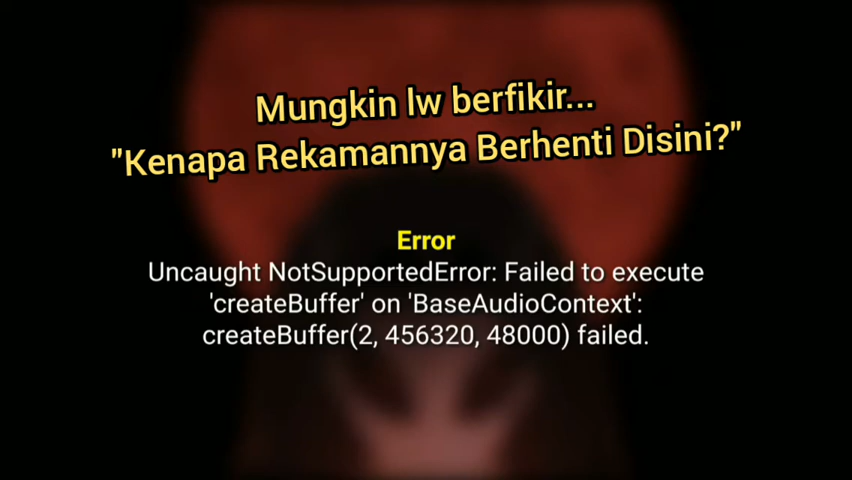 Mungkin lw berfikir...
"Kenapa Rekamannya Berhenti Disini?"
Error
Uncaught NotSupportedError: Failed to execute
'createBuffer' on 'BaseAudioContext':
createBuffer(2, 456320, 48000) failed.